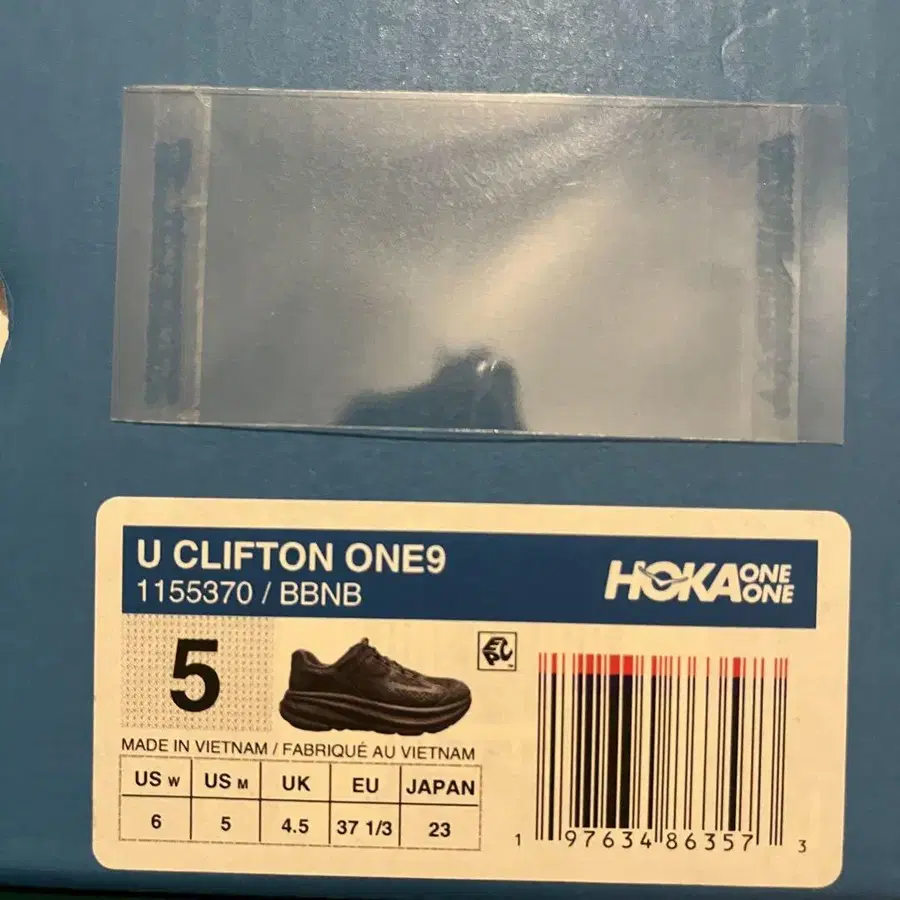 U CLIFTON ONE9
1155370 / BBNB
HOKA ONE ONE
5
MADE IN VIETNAM / FABRIQUÉ AU VIETNAM
US W US M UK EU JAPAN
6 5 4.5 37 1/3 23
1 97634 86357 3